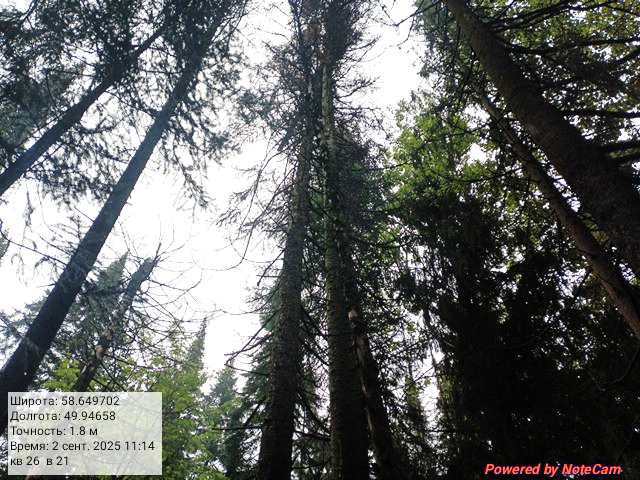 Широта: 58.649702
Долгота: 49.94658
Точность: 1.8 м
Время: 2 сент. 2025 11:14
кв 26 в 21
Powered by NoteCam